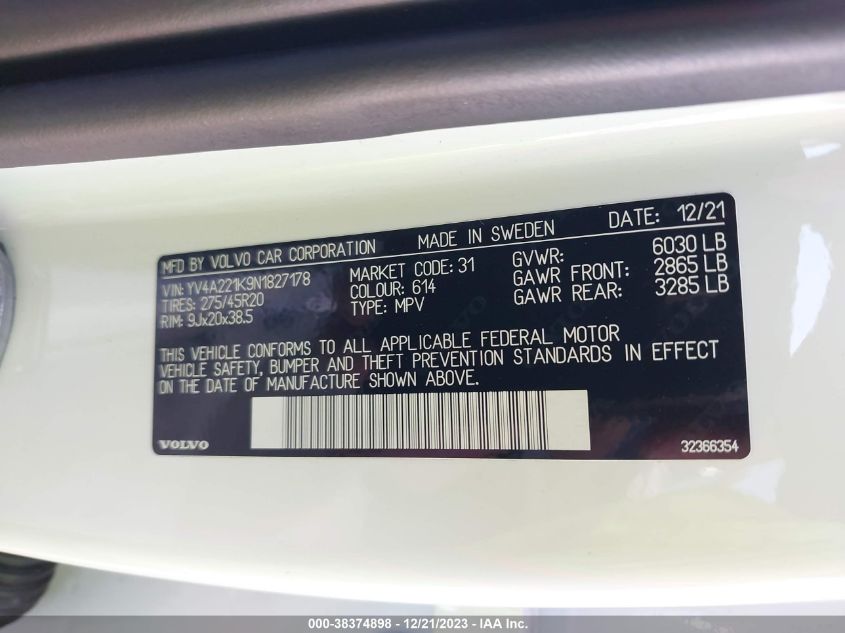 MFD BY VOLVO CAR CORPORATION MADE IN SWEDEN DATE: 12/21
VIN: YV4A221K9N1827178 MARKET CODE: 31 GVWR: 6030 LB
TIRES: 275/45R20 COLOUR: 614 GAWR FRONT: 2865 LB
RIM: 9Jx20x38.5 TYPE: MPV GAWR REAR: 3285 LB
THIS VEHICLE CONFORMS TO ALL APPLICABLE FEDERAL MOTOR
VEHICLE SAFETY, BUMPER AND THEFT PREVENTION STANDARDS IN EFFECT
ON THE DATE OF MANUFACTURE SHOWN ABOVE.
VOLVO 32366354
000-38374898 - 12/21/2023 - IAA Inc.